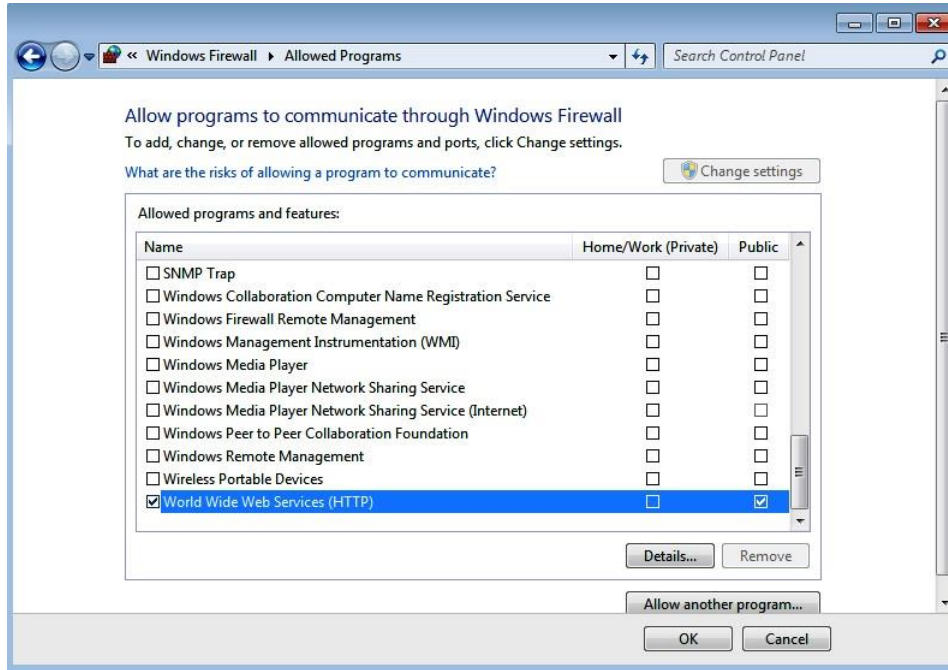 « Windows Firewall ▸ Allowed Programs
Search Control Panel
Allow programs to communicate through Windows Firewall
To add, change, or remove allowed programs and ports, click Change settings.
What are the risks of allowing a program to communicate?
Change settings
Allowed programs and features:
Name Home/Work (Private) Public
SNMP Trap
Windows Collaboration Computer Name Registration Service
Windows Firewall Remote Management
Windows Management Instrumentation (WMI)
Windows Media Player
Windows Media Player Network Sharing Service
Windows Media Player Network Sharing Service (Internet)
Windows Peer to Peer Collaboration Foundation
Windows Remote Management
Wireless Portable Devices
World Wide Web Services (HTTP)
Details... Remove
Allow another program...
OK Cancel